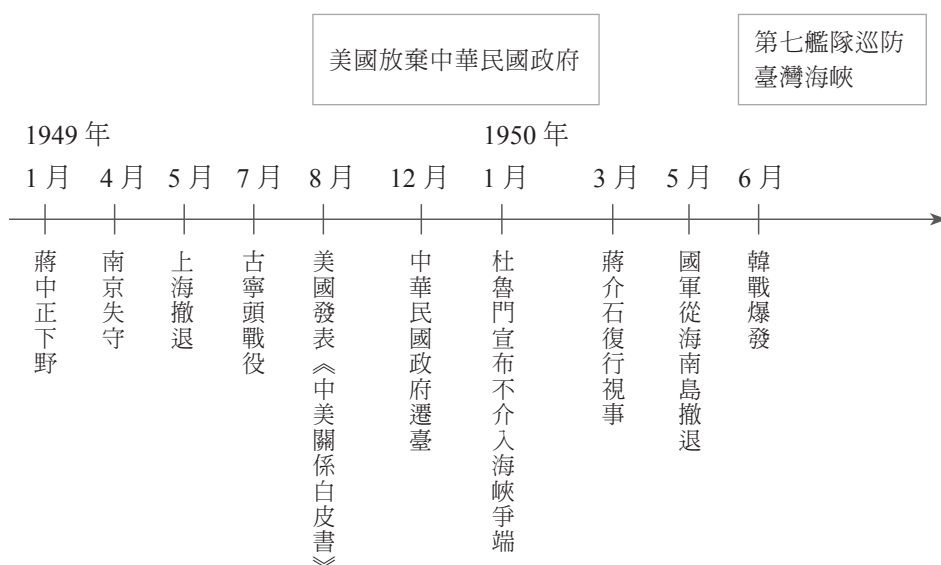 美國放棄中華民國政府
第七艦隊巡防
臺灣海峽
1949 年
1950 年
1 月
4 月
5 月
7 月
8 月
12 月
1 月
3 月
5 月
6 月
蔣中正下野
南京失守
上海撤退
古寧頭戰役
美國發表《中美關係白皮書》
中華民國政府遷臺
杜魯門宣布不介入海峽爭端
蔣介石復行視事
國軍從海南島撤退
韓戰爆發